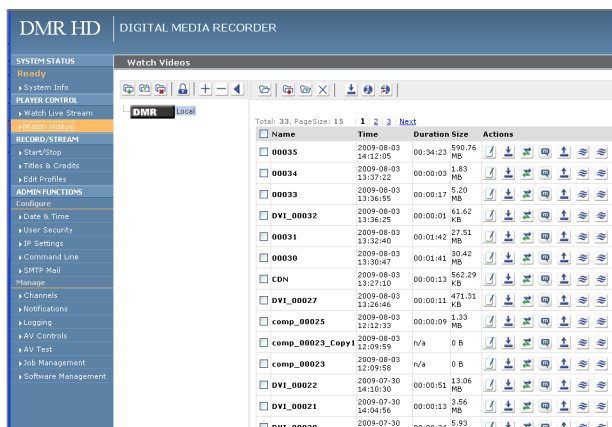 DMR HD
DIGITAL MEDIA RECORDER
SYSTEM STATUS
Ready
System Info
PLAYER CONTROL
Watch Live Stream
Watch Videos
RECORD/STREAM
Start/Stop
Titles & Credits
Edit Profiles
ADMIN FUNCTIONS
Configure
Date & Time
User Security
IP Settings
Command Line
SMTP Mail
Manage
Channels
Notifications
Logging
AV Controls
AV Test
Job Management
Software Management
Watch Videos
DMR Local
Total: 33, PageSize: 15 1 2 3 Next
Name Time Duration Size Actions
00035 2009-08-03 14:12:05 00:34:23 590.76 MB
00034 2009-08-03 13:37:22 00:00:03 1.83 MB
00033 2009-08-03 13:36:55 00:00:17 5.20 MB
DVI_00032 2009-08-03 13:36:25 00:00:01 61.62 KB
00031 2009-08-03 13:32:40 00:01:42 27.51 MB
00030 2009-08-03 13:30:47 00:01:41 30.42 MB
CDN 2009-08-03 13:27:10 00:00:13 562.29 KB
DVI_00027 2009-08-03 13:26:46 00:00:11 471.31 KB
comp_00025 2009-08-03 12:12:33 00:00:09 1.33 MB
comp_00023_Copy1 2009-08-03 12:09:59 n/a 0 B
comp_00023 2009-08-03 12:09:58 n/a 0 B
DVI_00022 2009-07-30 14:10:30 00:00:51 13.06 MB
DVI_00021 2009-07-30 14:04:56 00:00:13 3.56 MB
2009-07-30 5.93